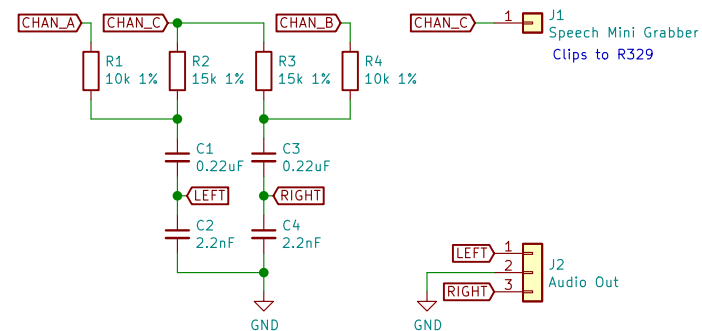 CHAN_A
CHAN_C
CHAN_B
CHAN_C
1
J1
Speech Mini Grabber
Clips to R329
R1
10k 1%
R2
15k 1%
R3
15k 1%
R4
10k 1%
C1
0.22uF
C3
0.22uF
LEFT
RIGHT
C2
2.2nF
C4
2.2nF
GND
LEFT
1
2
RIGHT
3
J2
Audio Out
GND